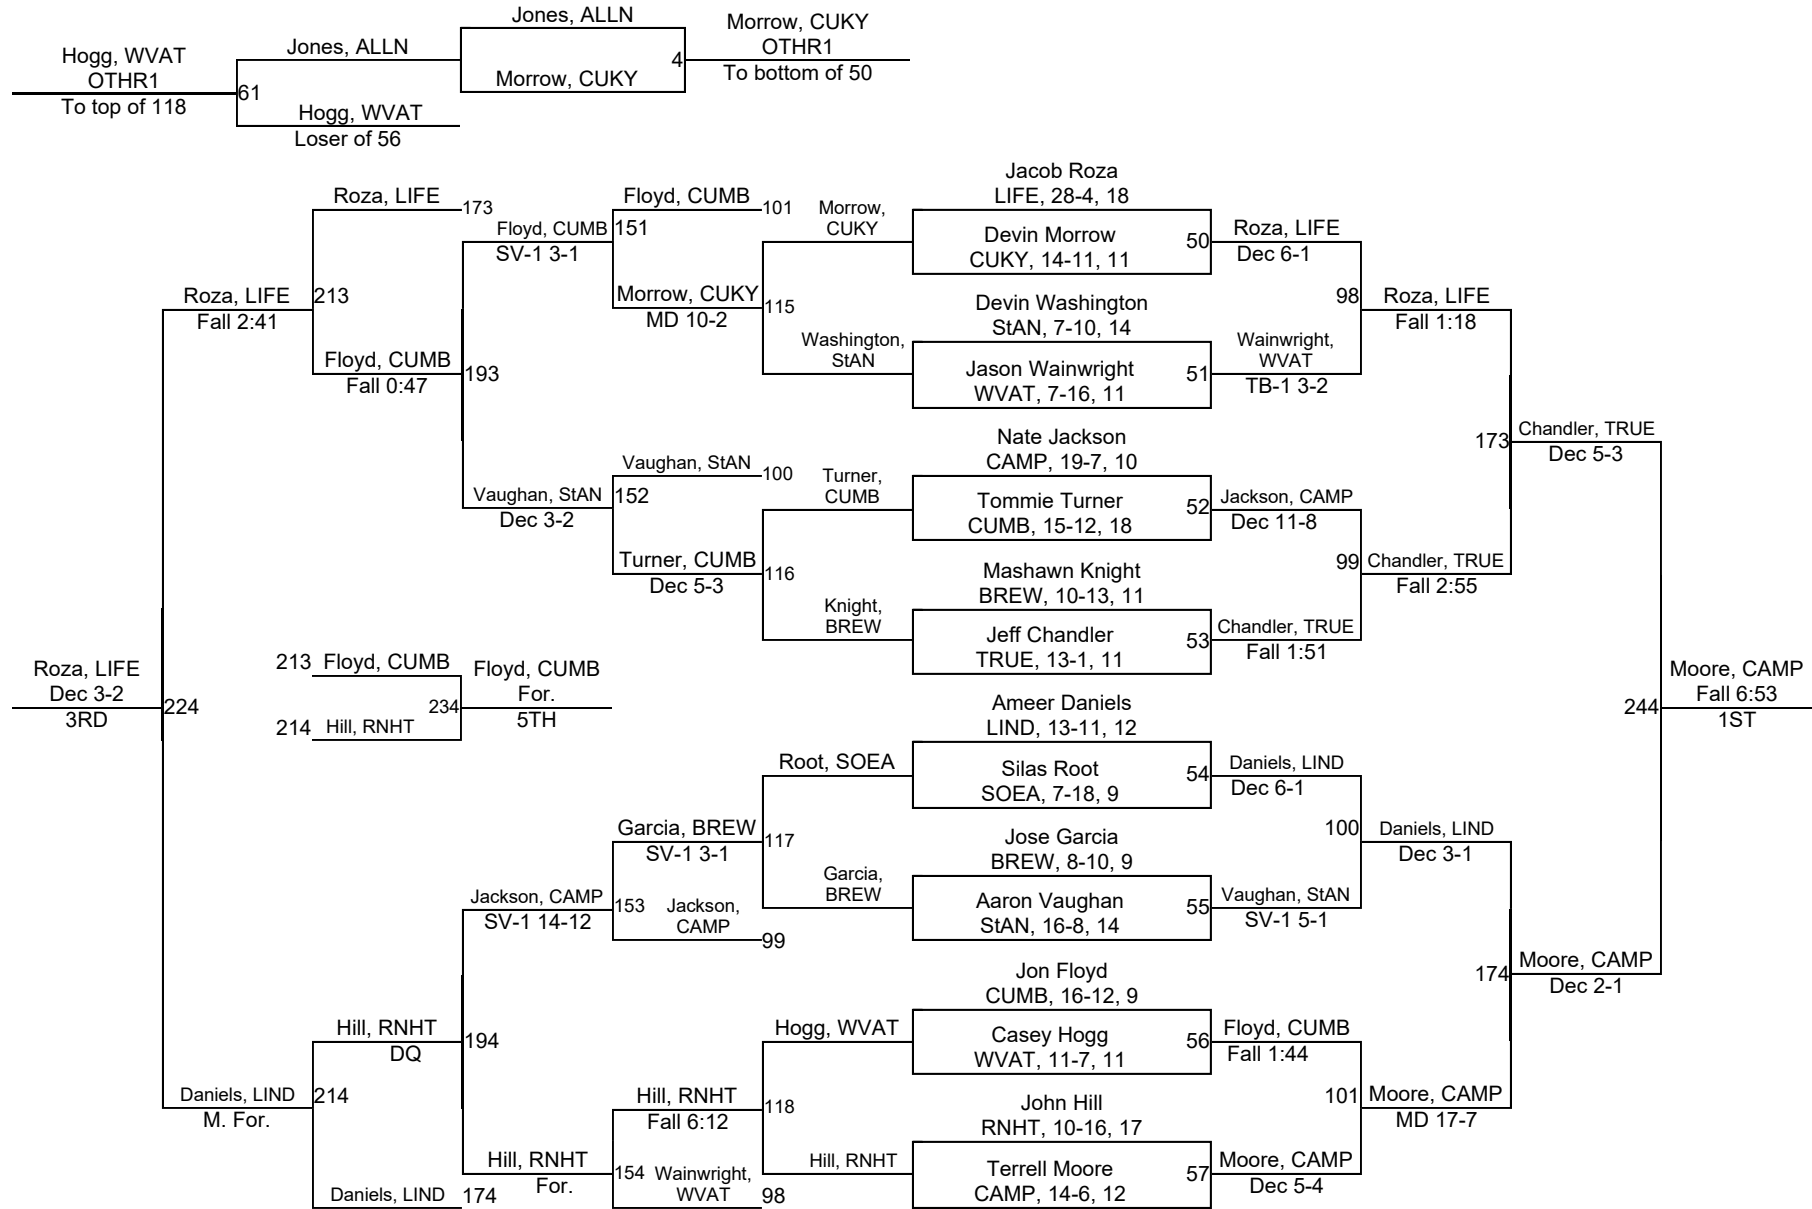 Jones, ALLN
Morrow, CUKY
4
Morrow, CUKY
OTHR1
To bottom of 50
Jones, ALLN
Hogg, WVAT
OTHR1
To top of 118
61
Hogg, WVAT
Loser of 56
Roza, LIFE
173
Floyd, CUMB
SV-1 3-1
Floyd, CUMB
101
151
Morrow, CUKY
MD 10-2
115
Morrow,
CUKY
Washington,
StAN
Jacob Roza
LIFE, 28-4, 18
Devin Morrow
CUKY, 14-11, 11
50
Roza, LIFE
Dec 6-1
Devin Washington
StAN, 7-10, 14
Jason Wainwright
WVAT, 7-16, 11
51
Wainwright,
WVAT
TB-1 3-2
98
Roza, LIFE
Fall 1:18
Roza, LIFE
Fall 2:41
213
Floyd, CUMB
Fall 0:47
193
Vaughan, StAN
Dec 3-2
Vaughan, StAN
100
152
Turner, CUMB
Dec 5-3
116
Turner,
CUMB
Knight,
BREW
Nate Jackson
CAMP, 19-7, 10
Tommie Turner
CUMB, 15-12, 18
52
Jackson, CAMP
Dec 11-8
Mashawn Knight
BREW, 10-13, 11
Jeff Chandler
TRUE, 13-1, 11
53
Chandler, TRUE
Fall 1:51
99
Chandler, TRUE
Fall 2:55
173
Chandler, TRUE
Dec 5-3
Roza, LIFE
Dec 3-2
3RD
224
213
Floyd, CUMB
214
Hill, RNHT
234
Floyd, CUMB
For.
5TH
244
Moore, CAMP
Fall 6:53
1ST
Ameer Daniels
LIND, 13-11, 12
Silas Root
SOEA, 7-18, 9
54
Daniels, LIND
Dec 6-1
Root, SOEA
Garcia, BREW
SV-1 3-1
117
Garcia,
BREW
Jose Garcia
BREW, 8-10, 9
Aaron Vaughan
StAN, 16-8, 14
55
Vaughan, StAN
SV-1 5-1
100
Daniels, LIND
Dec 3-1
Jackson, CAMP
SV-1 14-12
153
Jackson,
CAMP
99
174
Moore, CAMP
Dec 2-1
Hill, RNHT
DQ
194
Hogg, WVAT
Jon Floyd
CUMB, 16-12, 9
Casey Hogg
WVAT, 11-7, 11
56
Floyd, CUMB
Fall 1:44
Daniels, LIND
M. For.
214
Hill, RNHT
Fall 6:12
118
John Hill
RNHT, 10-16, 17
Terrell Moore
CAMP, 14-6, 12
57
Moore, CAMP
Dec 5-4
101
Moore, CAMP
MD 17-7
Hill, RNHT
For.
154
Wainwright,
WVAT
98
Hill, RNHT
Daniels, LIND
174